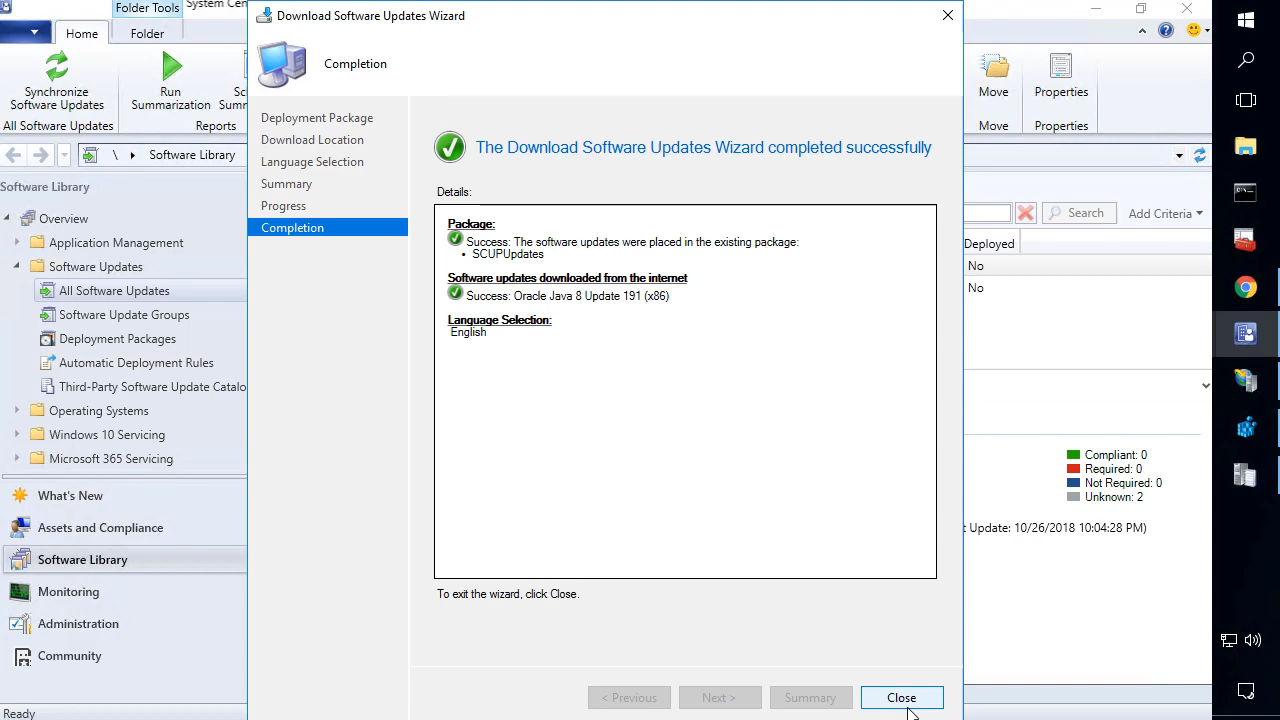 Folder Tools
System Cen
Download Software Updates Wizard
Home
Folder
Completion
Synchronize
Software Updates
Run
Summarization
Sc
Summ
Move
Properties
All Software Updates
Reports
Move
Properties
\
Software Library
Software Library
Overview
Application Management
Software Updates
All Software Updates
Software Update Groups
Deployment Packages
Automatic Deployment Rules
Third-Party Software Update Catalo
Operating Systems
Windows 10 Servicing
Microsoft 365 Servicing
What's New
Assets and Compliance
Software Library
Monitoring
Administration
Community
Ready
Deployment Package
Download Location
Language Selection
Summary
Progress
Completion
The Download Software Updates Wizard completed successfully
Details:
Package:
Success: The software updates were placed in the existing package:
• SCUPUpdates
Software updates downloaded from the internet
Success: Oracle Java 8 Update 191 (x86)
Language Selection:
English
To exit the wizard, click Close.
< Previous
Next >
Summary
Close
Search
Add Criteria
Deployed
No
No
Compliant: 0
Required: 0
Not Required: 0
Unknown: 2
t Update: 10/26/2018 10:04:28 PM)